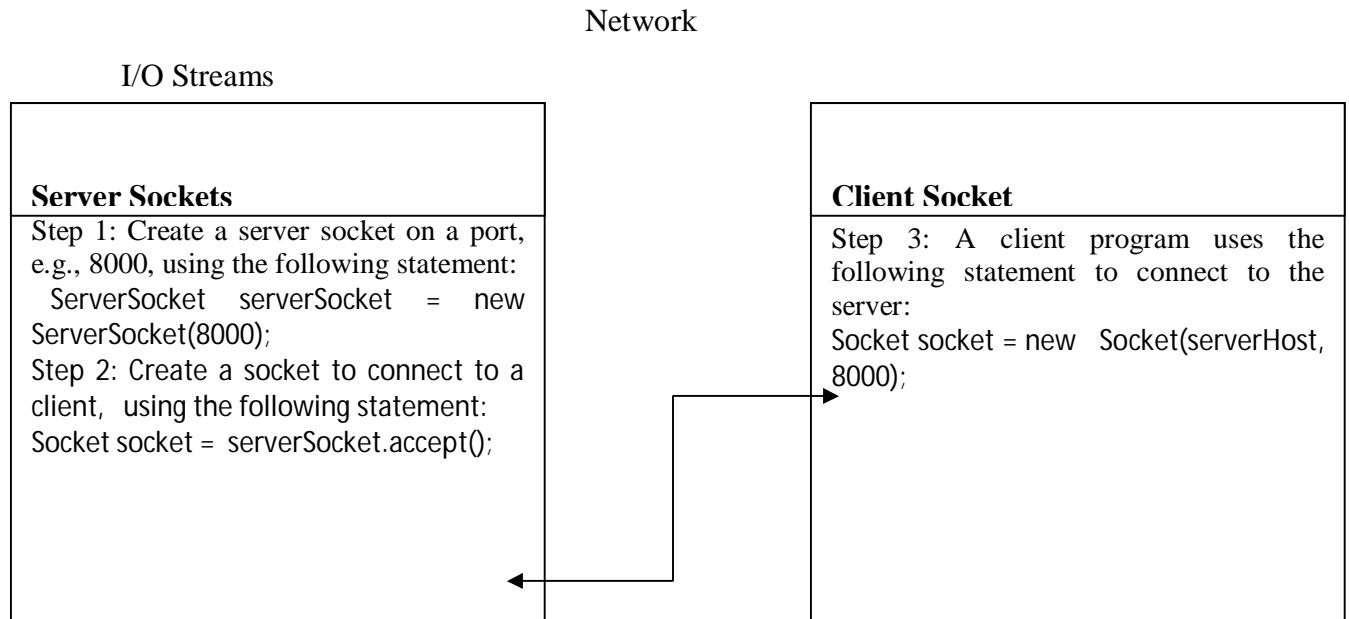 Network
I/O Streams
Server Sockets
Step 1: Create a server socket on a port,
e.g., 8000, using the following statement:
ServerSocket serverSocket = new
ServerSocket(8000);
Step 2: Create a socket to connect to a
client, using the following statement:
Socket socket = serverSocket.accept();
Client Socket
Step 3: A client program uses the
following statement to connect to the
server:
Socket socket = new Socket(serverHost,
8000);